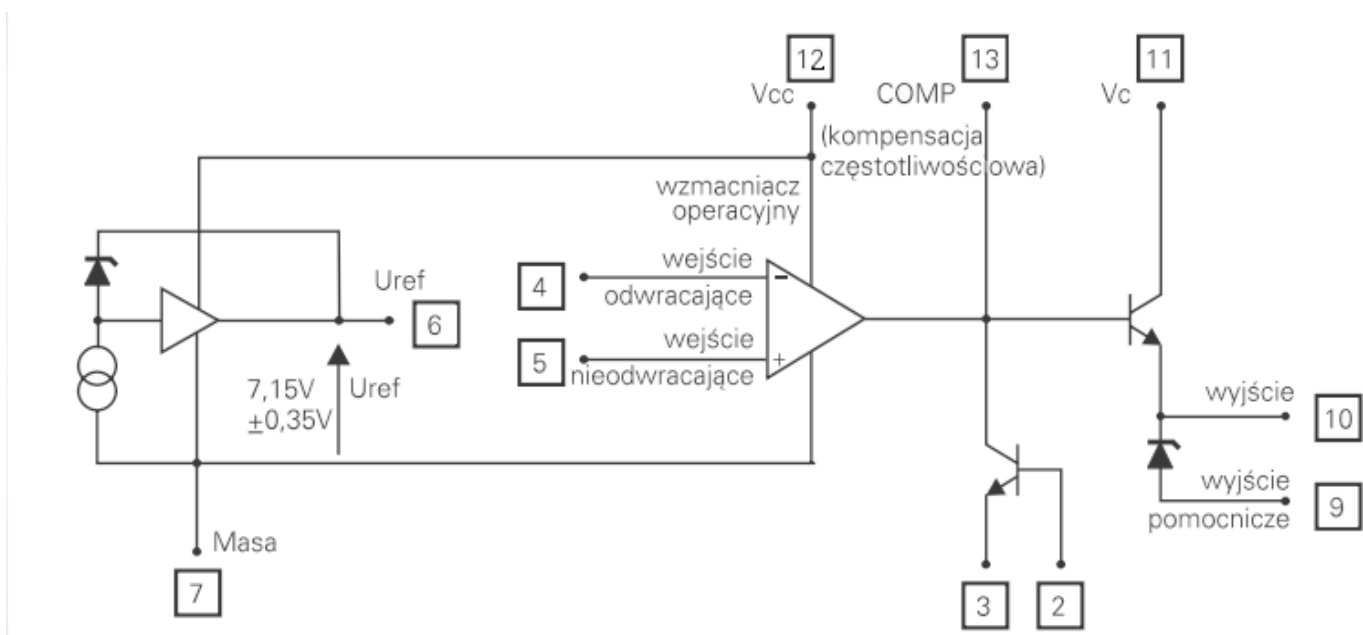 12
13
11
Vcc
COMP
Vc
(kompensacja
częstotliwościowa)
wzmacniacz
operacyjny
Uref
6
4
wejście
odwracające
-
5
wejście
nieodwracające
+
7,15V
±0,35V
Uref
wyjście
10
wyjście
pomocnicze
9
Masa
7
3
2